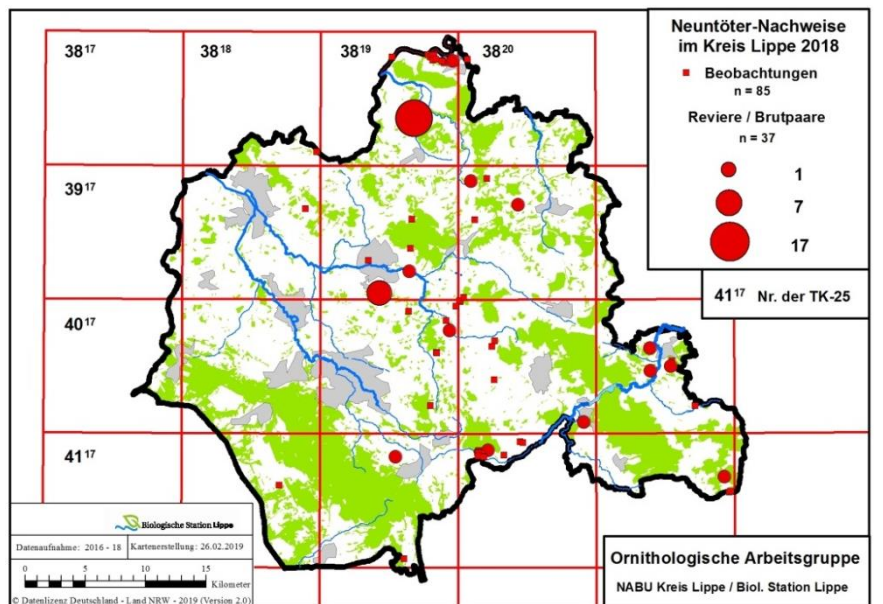 38 17
38 18
38 19
38 20
39 17
40 17
41 17
Neuntöter-Nachweise
im Kreis Lippe 2018
Beobachtungen
n = 85
Reviere / Brutpaare
n = 37
1
7
17
41 17 Nr. der TK-25
Biologische Station Lippe
Datenaufnahme: 2016 - 18 Kartenerstellung: 26.02.2019
0 5 10 15
Kilometer
© Datenlizenz Deutschland - Land NRW - 2019 (Version 2.0)
Ornithologische Arbeitsgruppe
NABU Kreis Lippe / Biol. Station Lippe